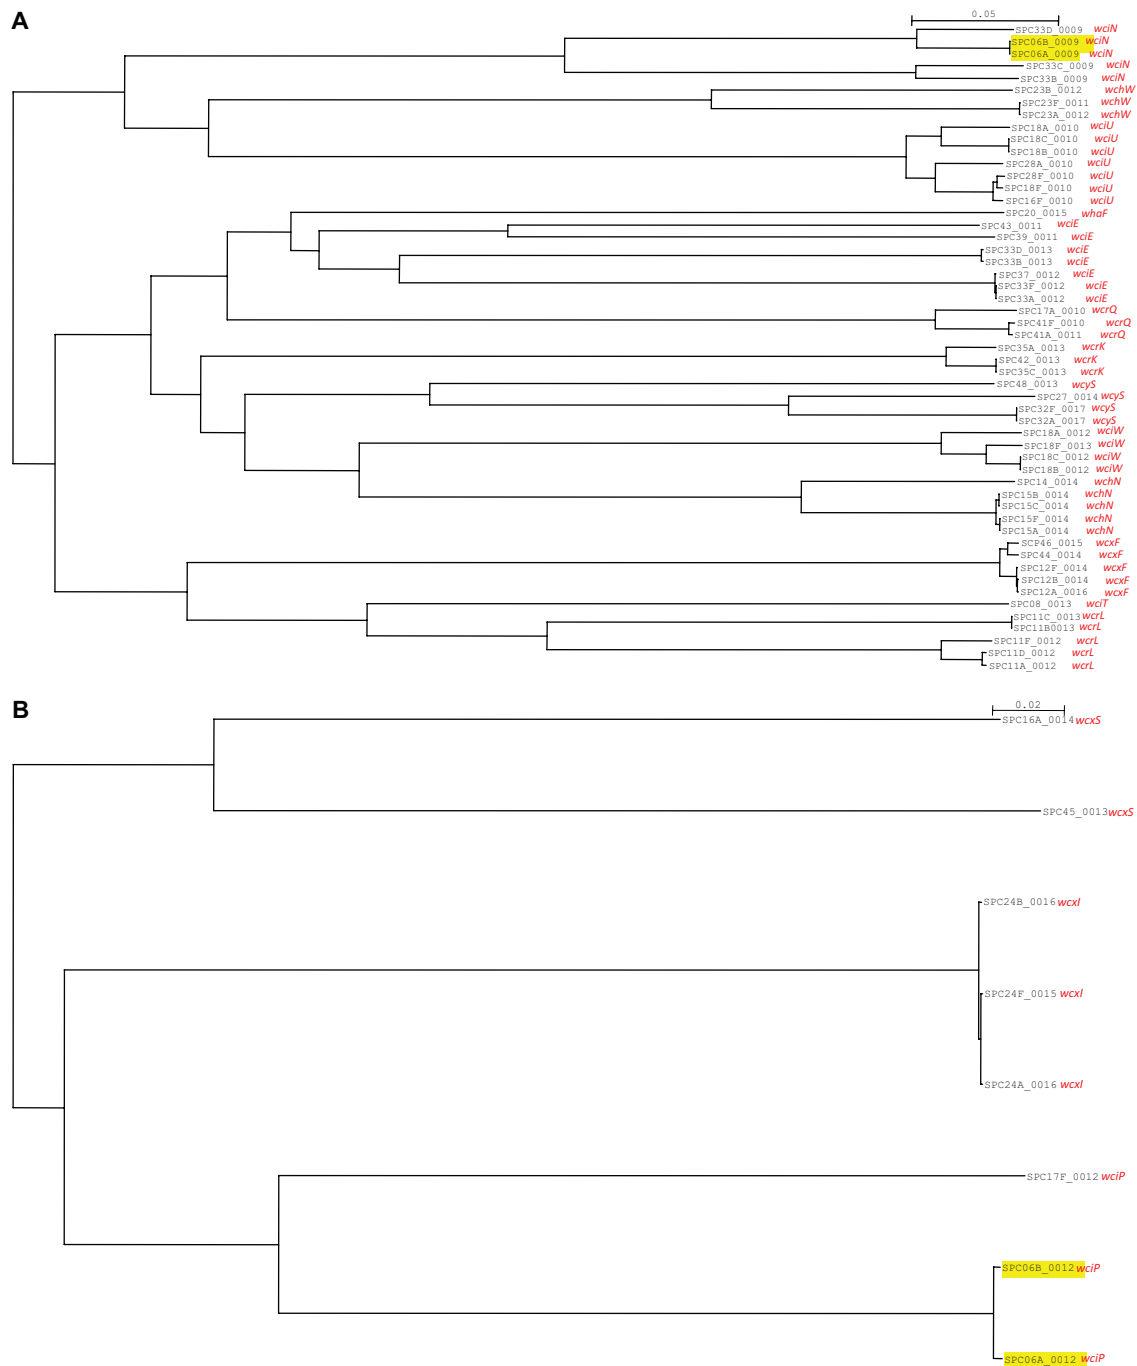 A
0.05
SPC33D_0009 wciN
SPC06B_0009 wciN
SPC06A_0009 wciN
SPC33C_0009 wciN
SPC33B_0009 wciN
SPC23B_0012 wchW
SPC23F_0011 wchW
SPC23A_0012 wchW
SPC18A_0010 wciU
SPC18C_0010 wciU
SPC18B_0010 wciU
SPC28A_0010 wciU
SPC28F_0010 wciU
SPC18F_0010 wciU
SPC16F_0010 wciU
SPC20_0015 whaF
SPC43_0011 wciE
SPC39_0011 wciE
SPC33D_0013 wciE
SPC33B_0013 wciE
SPC37_0012 wciE
SPC33F_0012 wciE
SPC33A_0012 wciE
SPC17A_0010 wcrQ
SPC41F_0010 wcrQ
SPC41A_0011 wcrQ
SPC35A_0013 wcrK
SPC42_0013 wcrK
SPC35C_0013 wcrK
SPC48_0013 wcyS
SPC27_0014 wcyS
SPC32F_0017 wcyS
SPC32A_0017 wcyS
SPC18A_0012 wciW
SPC18F_0013 wciW
SPC18C_0012 wciW
SPC18B_0012 wciW
SPC14_0014 wchN
SPC15B_0014 wchN
SPC15C_0014 wchN
SPC15F_0014 wchN
SPC15A_0014 wchN
SCP46_0015 wcxF
SPC44_0014 wcxF
SPC12F_0014 wcxF
SPC12B_0014 wcxF
SPC12A_0016 wcxF
SPC08_0013 wciT
SPC11C_0013 wcrL
SPC11B0013 wcrL
SPC11F_0012 wcrL
SPC11D_0012 wcrL
SPC11A_0012 wcrL
B
0.02
SPC16A_0014 wcxS
SPC45_0013 wcxS
SPC24B_0016 wcxI
SPC24F_0015 wcxI
SPC24A_0016 wcxI
SPC17F_0012 wciP
SPC06B_0012 wciP
SPC06A_0012 wciP